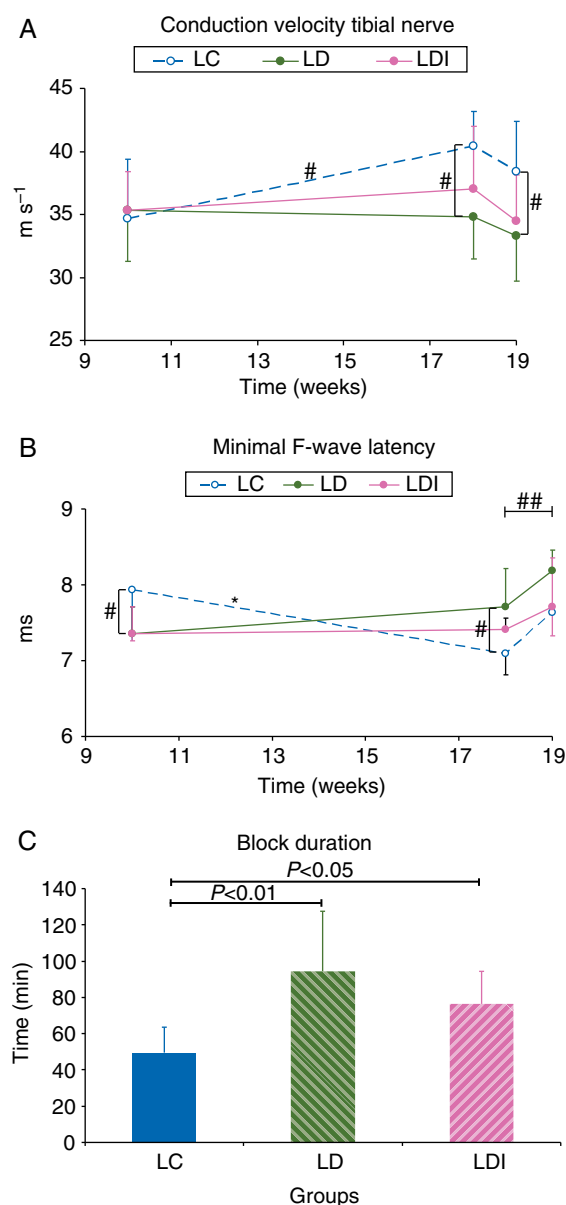 A
Conduction velocity tibial nerve
LC LD LDI
45
40
35
30
25
m s⁻¹
#
#
#
9 11 13 15 17 19
Time (weeks)
B
Minimal F-wave latency
LC LD LDI
##
9
8
7
6
ms
#
*
#
9 11 13 15 17 19
Time (weeks)
C
Block duration
P<0.05
P<0.01
140
120
100
80
60
40
20
0
Time (min)
LC LD LDI
Groups